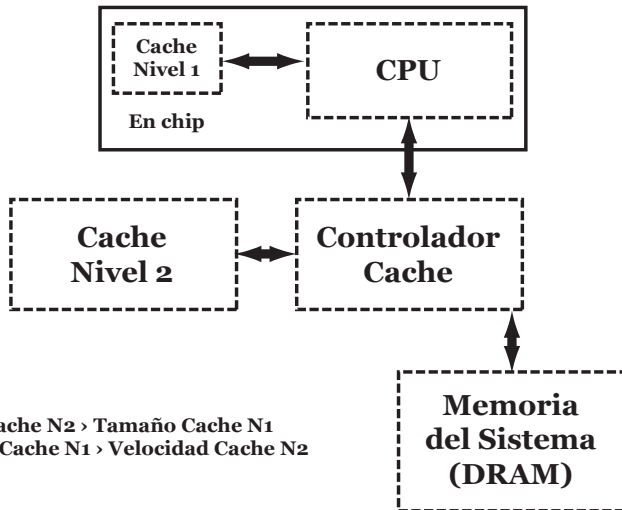 Cache
Nivel 1
CPU
En chip
Cache
Nivel 2
Controlador
Cache
Cache N2 › Tamaño Cache N1
Cache N1 › Velocidad Cache N2
Memoria
del Sistema
(DRAM)